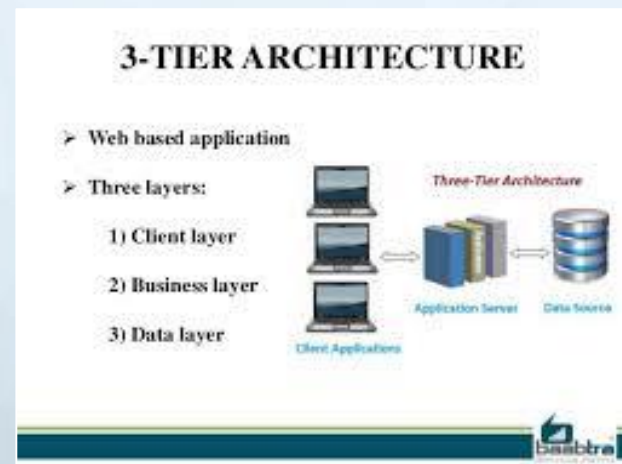 3-TIER ARCHITECTURE
➢ Web based application
➢ Three layers:
1) Client layer
2) Business layer
3) Data layer
Three-Tier Architecture
Application Server
Data Source
Client Applications
baabtra